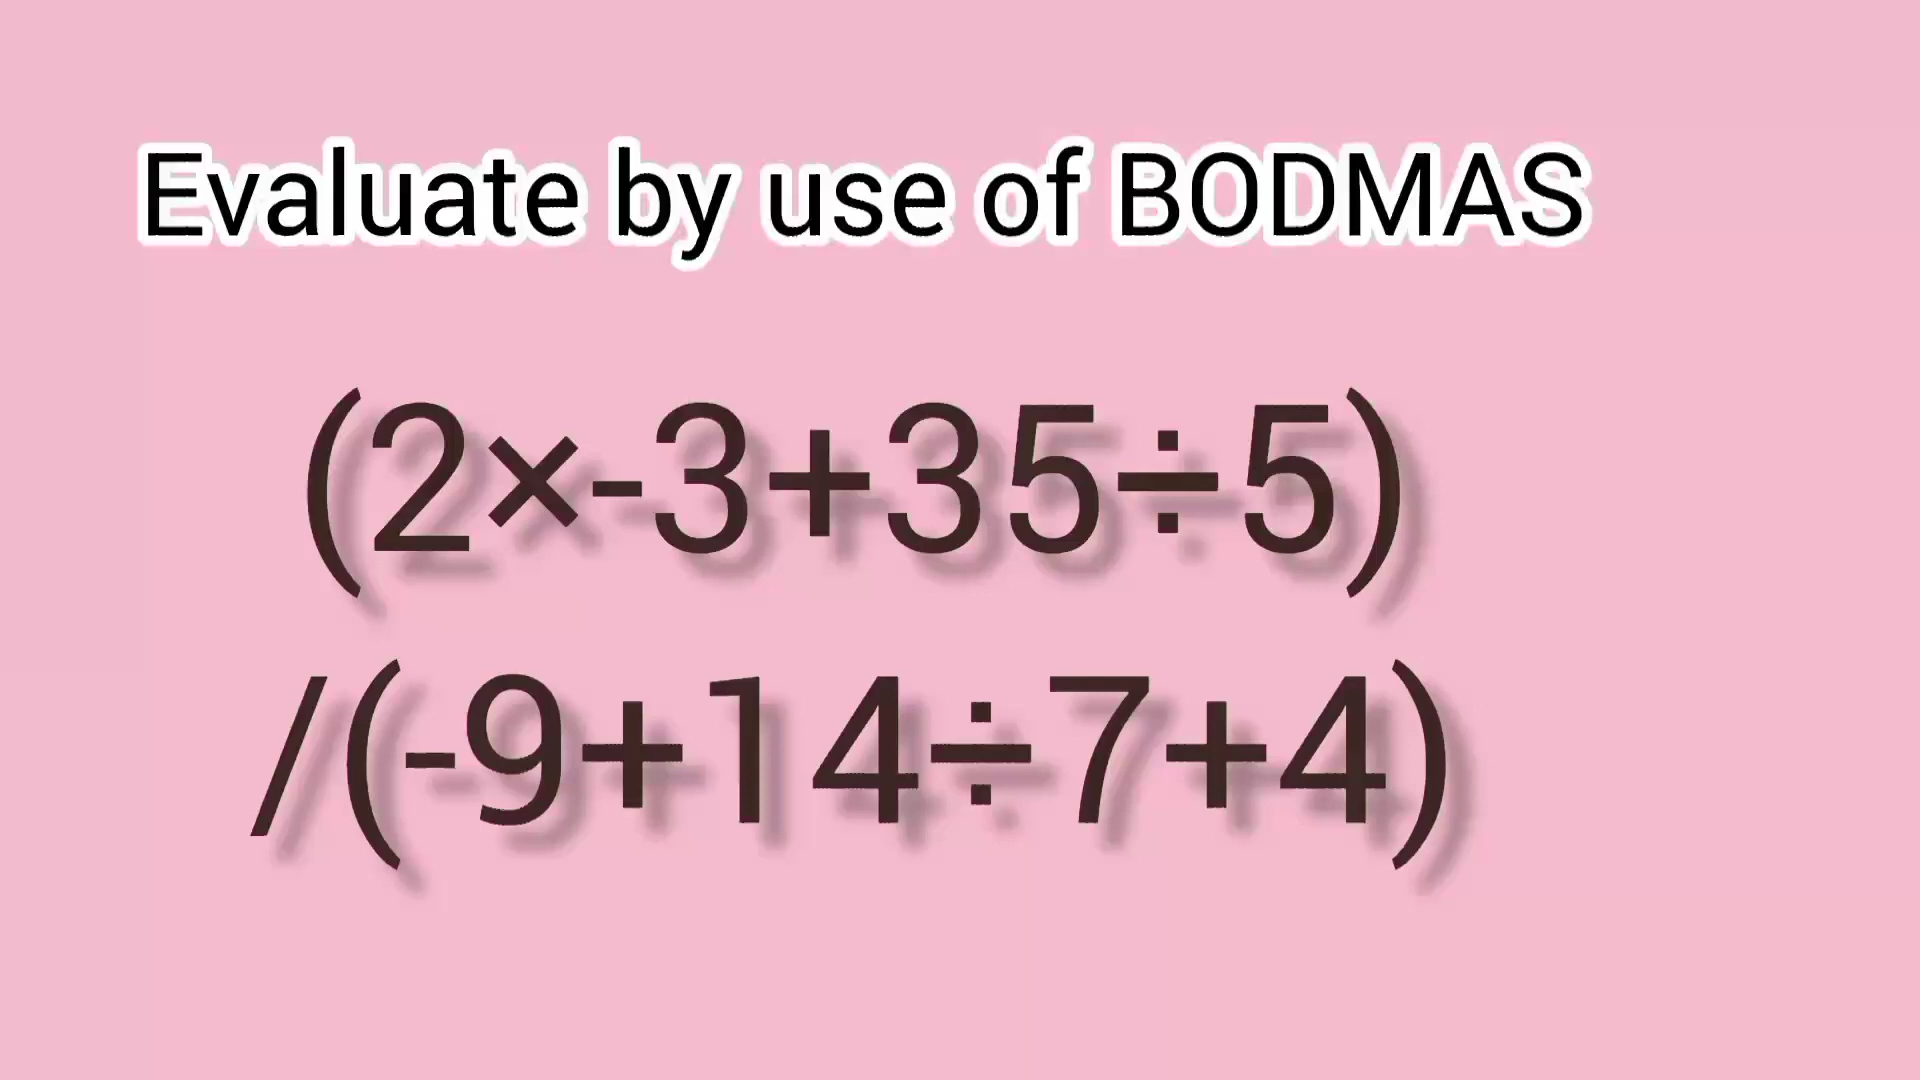 Evaluate by use of BODMAS
(2×-3+35÷5)
/(-9+14÷7+4)